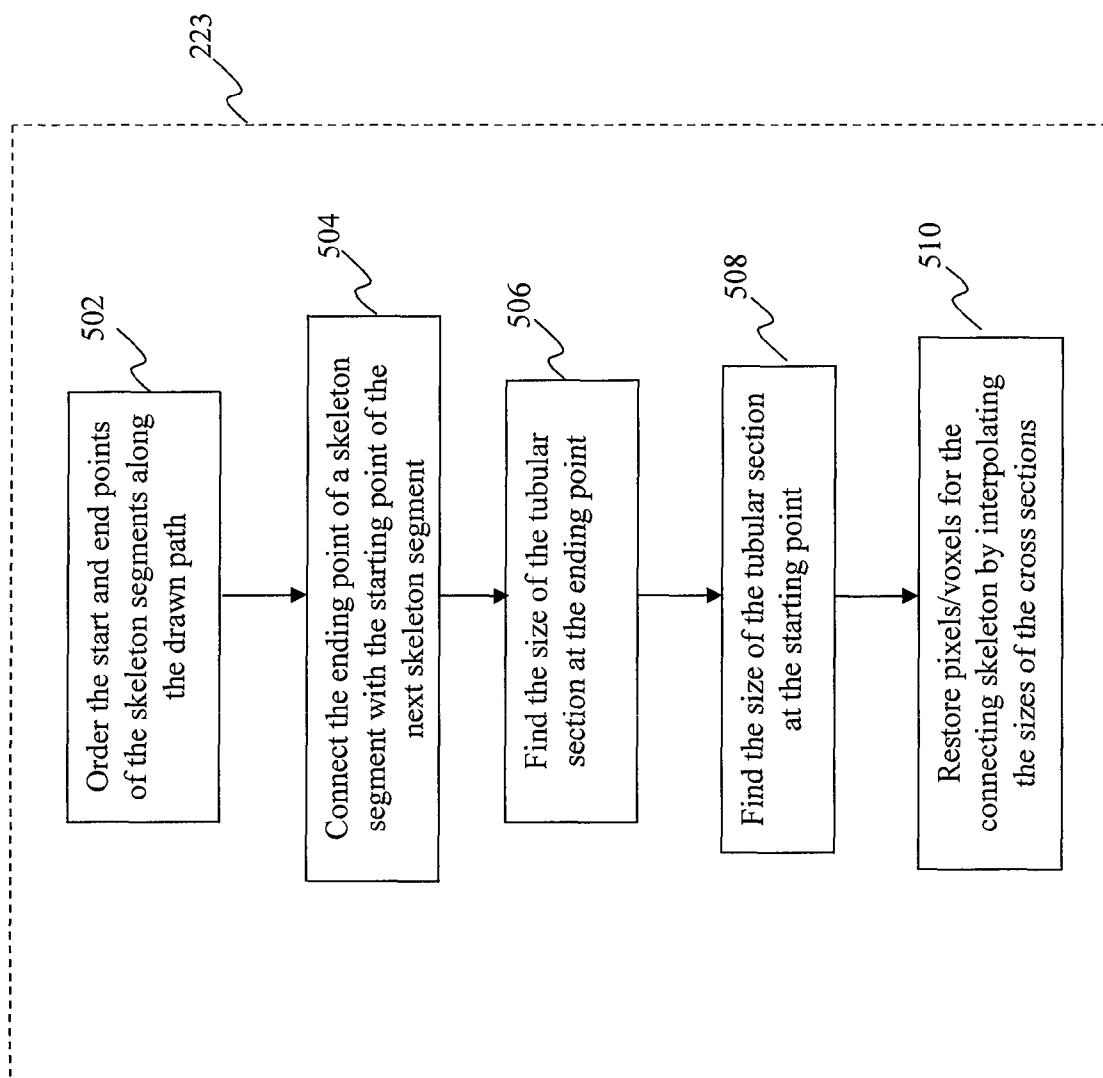 223
502
Order the start and end points
of the skeleton segments along
the drawn path
504
Connect the ending point of a skeleton
segment with the starting point of the
next skeleton segment
506
Find the size of the tubular
section at the ending point
508
Find the size of the tubular section
at the starting point
510
Restore pixels/voxels for the
connecting skeleton by interpolating
the sizes of the cross sections